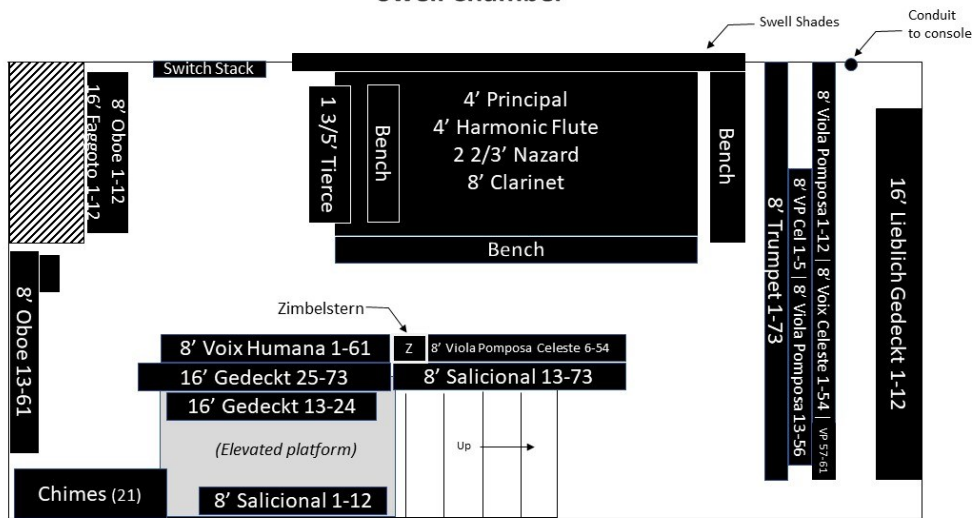 Swell Chamber
Swell Shades
Conduit
to console
Switch Stack
8’ Oboe 1-12
16’ Faggoto 1-12
1 3/5’ Tierce
Bench
4’ Principal
4’ Harmonic Flute
2 2/3’ Nazard
8’ Clarinet
Bench
Bench
8’ Trumpet 1-73
8’ VP Cel 1-5 | 8’ Viola Pomposa 13-56
8’ Viola Pomposa 1-12 | 8’ Voix Celeste 1-54 | VP 57-61
16’ Lieblich Gedeckt 1-12
8’ Oboe 13-61
Zimbelstern
8’ Voix Humana 1-61
Z
8’ Viola Pomposa Celeste 6-54
16’ Gedeckt 25-73
8’ Salicional 13-73
16’ Gedeckt 13-24
(Elevated platform)
Up
Chimes (21)
8’ Salicional 1-12